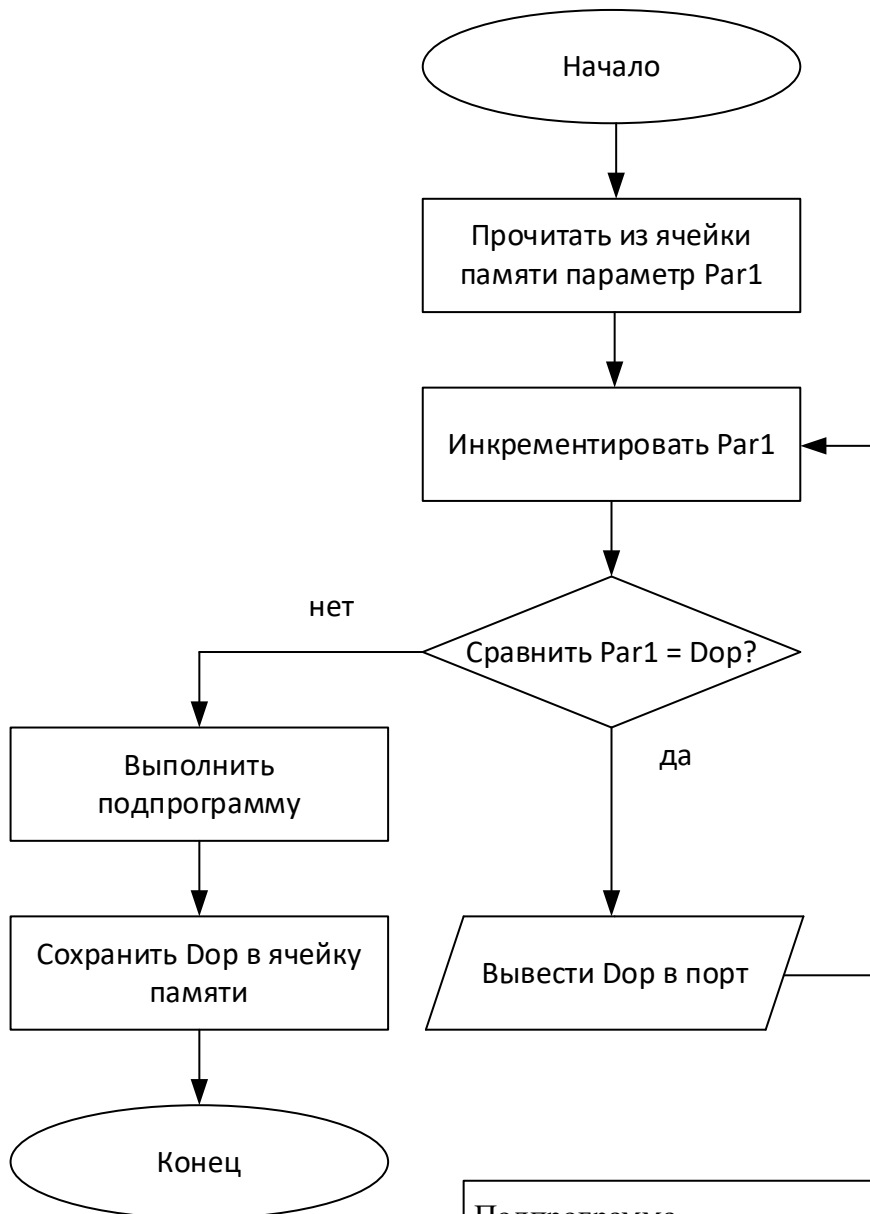 Начало
Прочитать из ячейки
памяти параметр Par1
Инкрементировать Par1
Сравнить Par1 = Dop?
нет
да
Выполнить
подпрограмму
Сохранить Dop в ячейку
памяти
Вывести Dop в порт
Конец